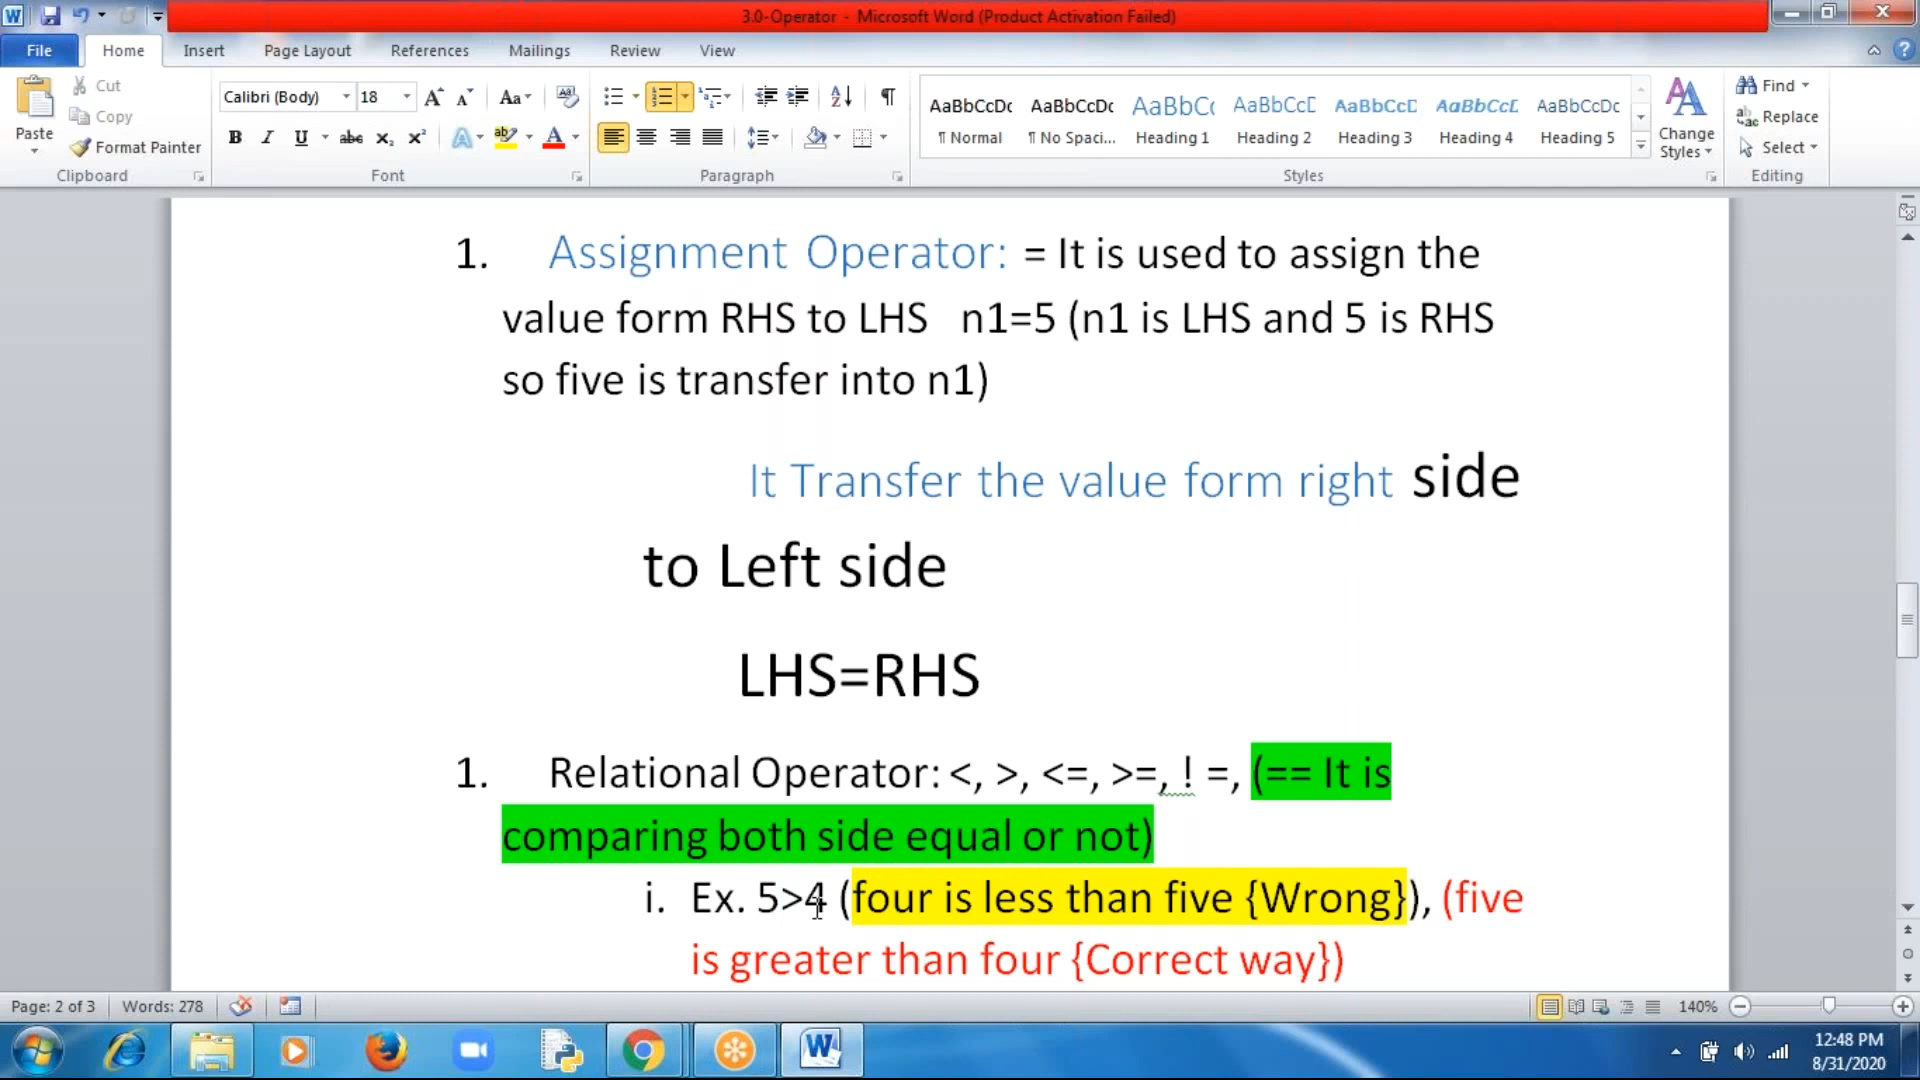 3.0-Operator - Microsoft Word (Product Activation Failed)
File Home Insert Page Layout References Mailings Review View
Paste
Cut
Copy
Format Painter
Clipboard
Calibri (Body) 18
Font
Paragraph
AaBbCcDc AaBbCcDc AaBbC( AaBbCcD AaBbCcD AaBbCcD AaBbCcDc
¶ Normal ¶ No Spaci... Heading 1 Heading 2 Heading 3 Heading 4 Heading 5
Styles
Change Styles
Find
Replace
Select
Editing
1. Assignment Operator: = It is used to assign the
value form RHS to LHS n1=5 (n1 is LHS and 5 is RHS
so five is transfer into n1)
It Transfer the value form right side
to Left side
LHS=RHS
1. Relational Operator: <, >, <=, >=, ! =, (== It is
comparing both side equal or not)
i. Ex. 5>4 (four is less than five {Wrong}), (five
is greater than four {Correct way})
Page: 2 of 3 Words: 278 140%
12:48 PM
8/31/2020